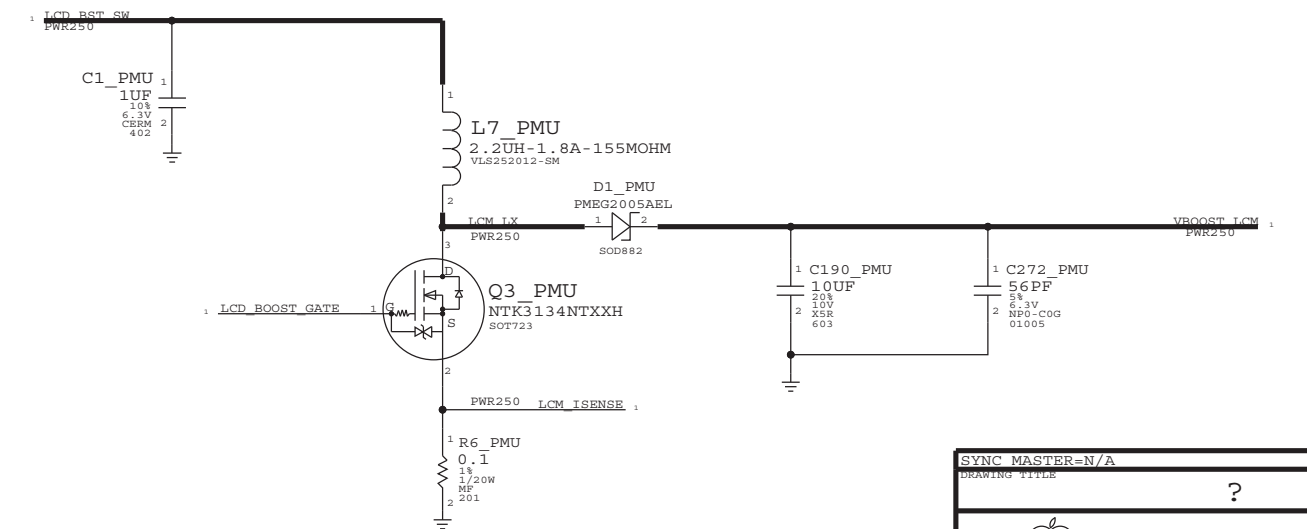 1 LCD_BST_SW
PWR250
C1_PMU 1
1UF
10%
6.3V
CERM 2
402
1
L7_PMU
2.2UH-1.8A-155MOHM
VLS252012-SM
2
D1_PMU
PMEG2005AEL
LCM_LX 1 2 VBOOST_LCM 1
PWR250 PWR250
SOD882
3
D
1 C190_PMU 1 C272_PMU
10UF 56PF
20% 5%
10V 6.3V
2 X5R 2 NP0-C0G
603 01005
Q3_PMU
1 LCD_BOOST_GATE 1 G NTK3134NTXXH
S SOT723
2
PWR250 LCM_ISENSE 1
1 R6_PMU
0.1
1%
1/20W
MF
2 201
SYNC MASTER=N/A
DRAWING TITLE
?